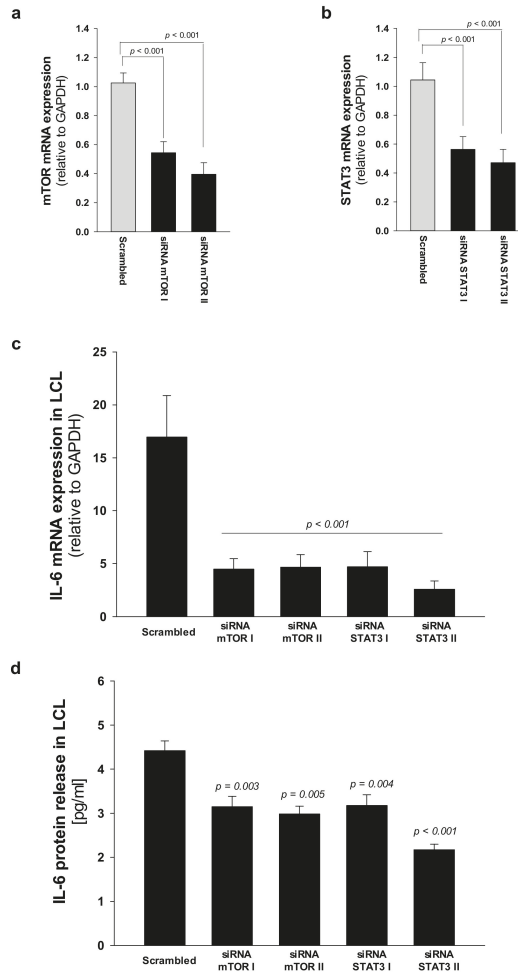 a
mTOR mRNA expression
(relative to GAPDH)
1.4
1.2
1.0
0.8
0.6
0.4
0.2
0.0
p < 0.001
p < 0.001
Scrambled
siRNA mTOR I
siRNA mTOR II
b
STAT3 mRNA expression
(relative to GAPDH)
1.4
1.2
1.0
0.8
0.6
0.4
0.2
0.0
p < 0.001
p < 0.001
Scrambled
siRNA STAT3 I
siRNA STAT3 II
c
IL-6 mRNA expression in LCL
(relative to GAPDH)
25
20
15
10
5
0
p < 0.001
Scrambled
siRNA
mTOR I
siRNA
mTOR II
siRNA
STAT3 I
siRNA
STAT3 II
d
IL-6 protein release in LCL
[pg/ml]
6
5
4
3
2
1
0
p = 0.003
p = 0.005
p = 0.004
p < 0.001
Scrambled
siRNA
mTOR I
siRNA
mTOR II
siRNA
STAT3 I
siRNA
STAT3 II